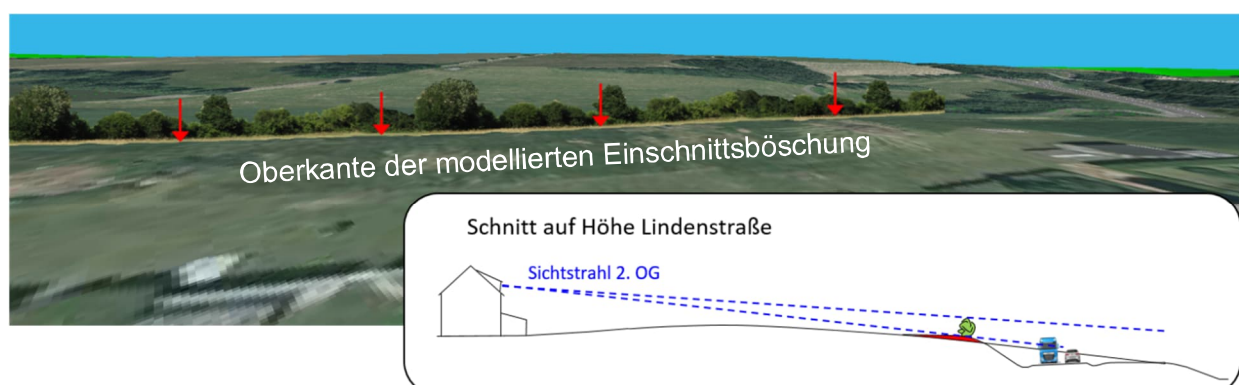 Oberkante der modellierten Einschnittsböschung
Schnitt auf Höhe Lindenstraße
Sichtstrahl 2. OG